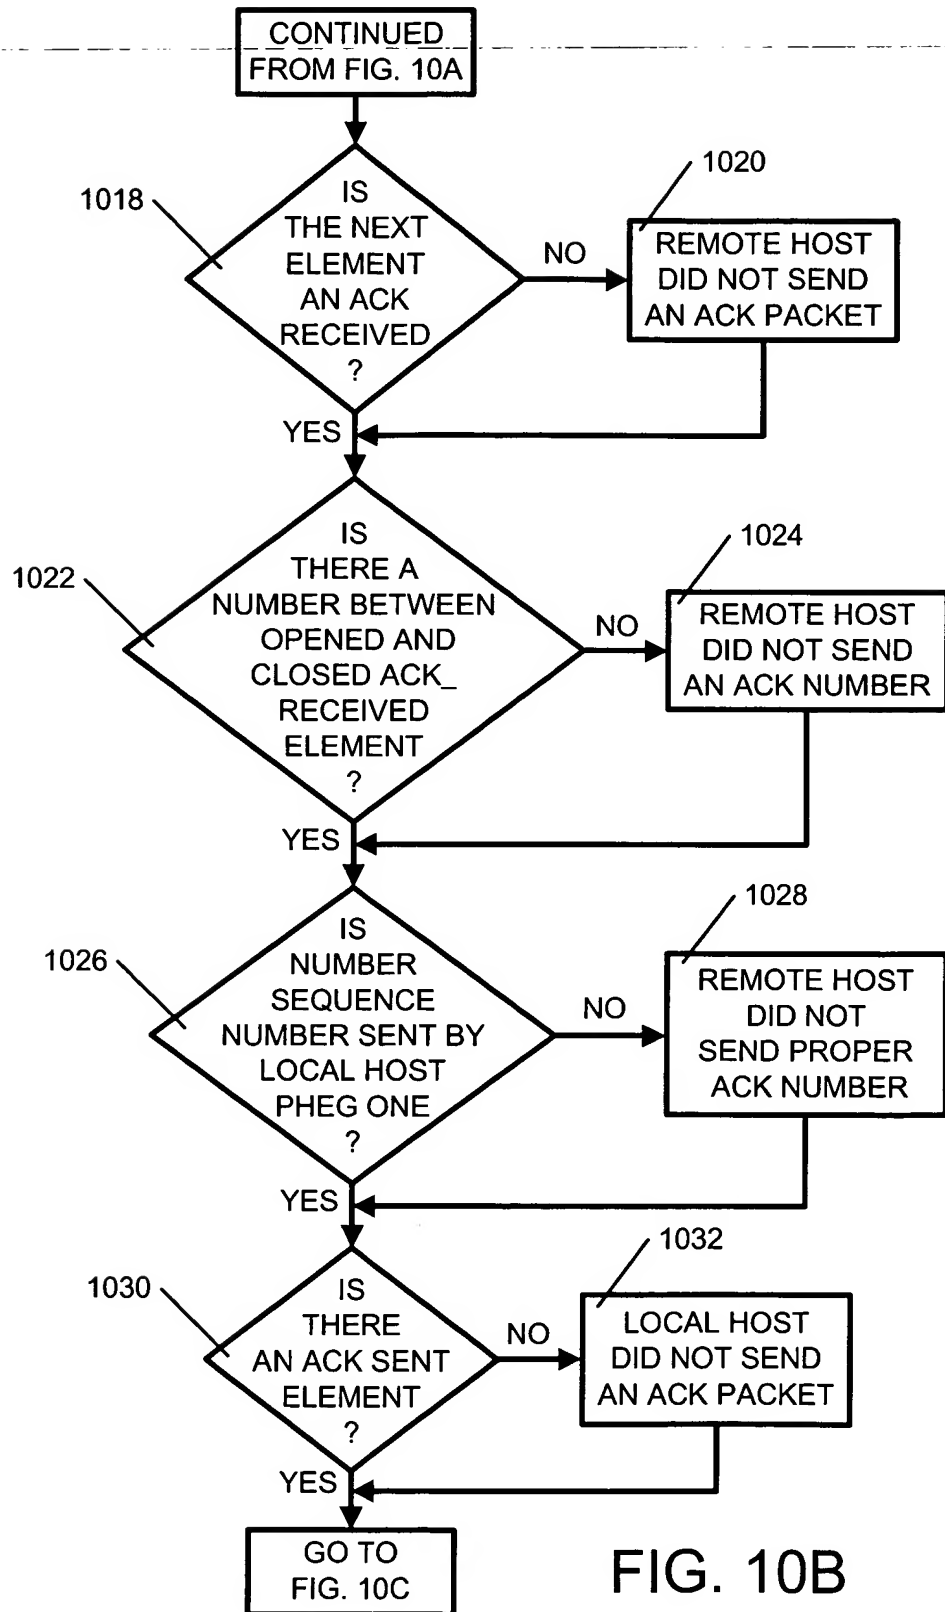 CONTINUED
FROM FIG. 10A
1018
IS
THE NEXT
ELEMENT
AN ACK
RECEIVED
?
NO
1020
REMOTE HOST
DID NOT SEND
AN ACK PACKET
YES
1022
IS
THERE A
NUMBER BETWEEN
OPENED AND
CLOSED ACK_
RECEIVED
ELEMENT
?
NO
1024
REMOTE HOST
DID NOT SEND
AN ACK NUMBER
YES
1026
IS
NUMBER
SEQUENCE
NUMBER SENT BY
LOCAL HOST
PHEG ONE
?
NO
1028
REMOTE HOST
DID NOT
SEND PROPER
ACK NUMBER
YES
1030
IS
THERE
AN ACK SENT
ELEMENT
?
NO
1032
LOCAL HOST
DID NOT SEND
AN ACK PACKET
YES
GO TO
FIG. 10C
FIG. 10B